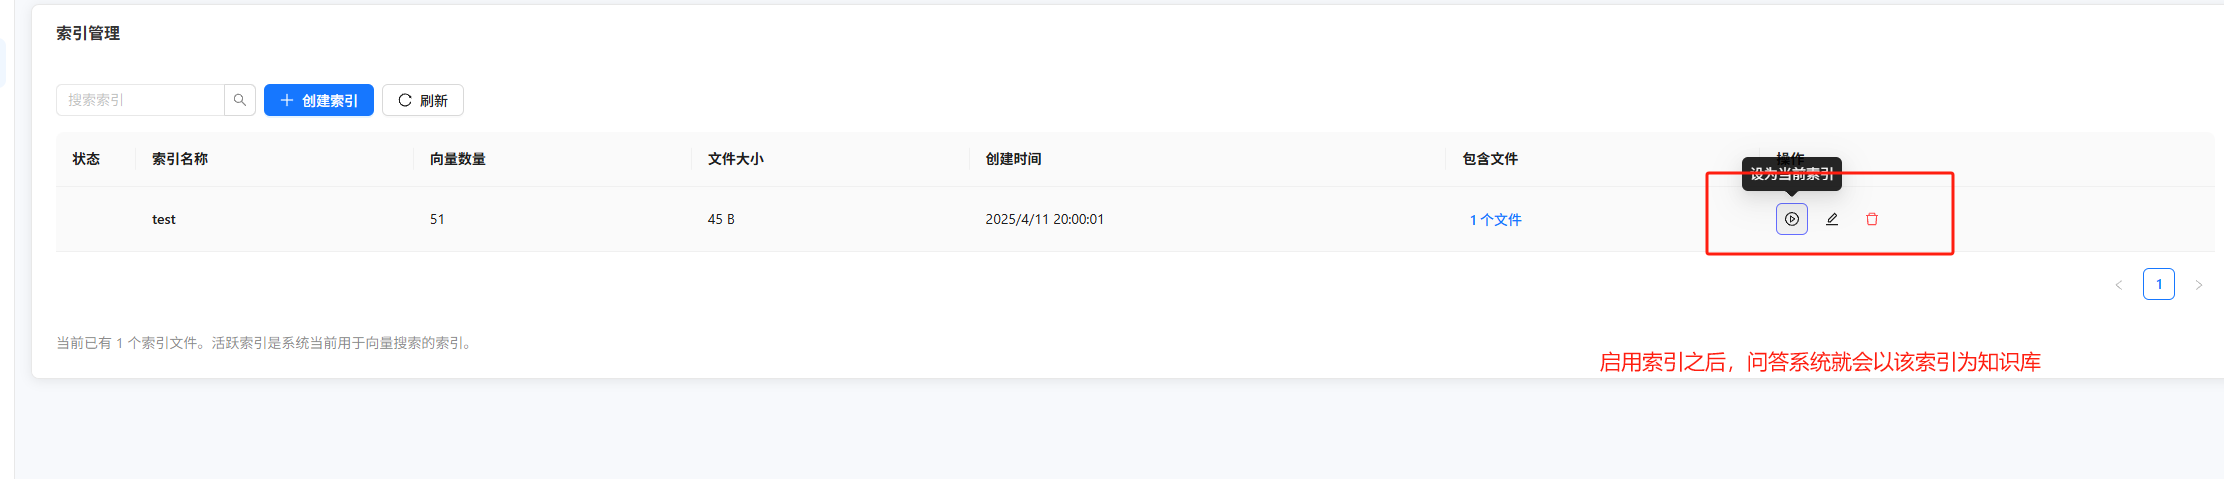 索引管理
搜索索引 创建索引 刷新
状态 索引名称 向量数量 文件大小 创建时间 包含文件 操作
设为当前索引
test 51 45 B 2025/4/11 20:00:01 1 个文件
1
当前已有 1 个索引文件。活跃索引是系统当前用于向量搜索的索引。
启用索引之后，问答系统就会以该索引为知识库